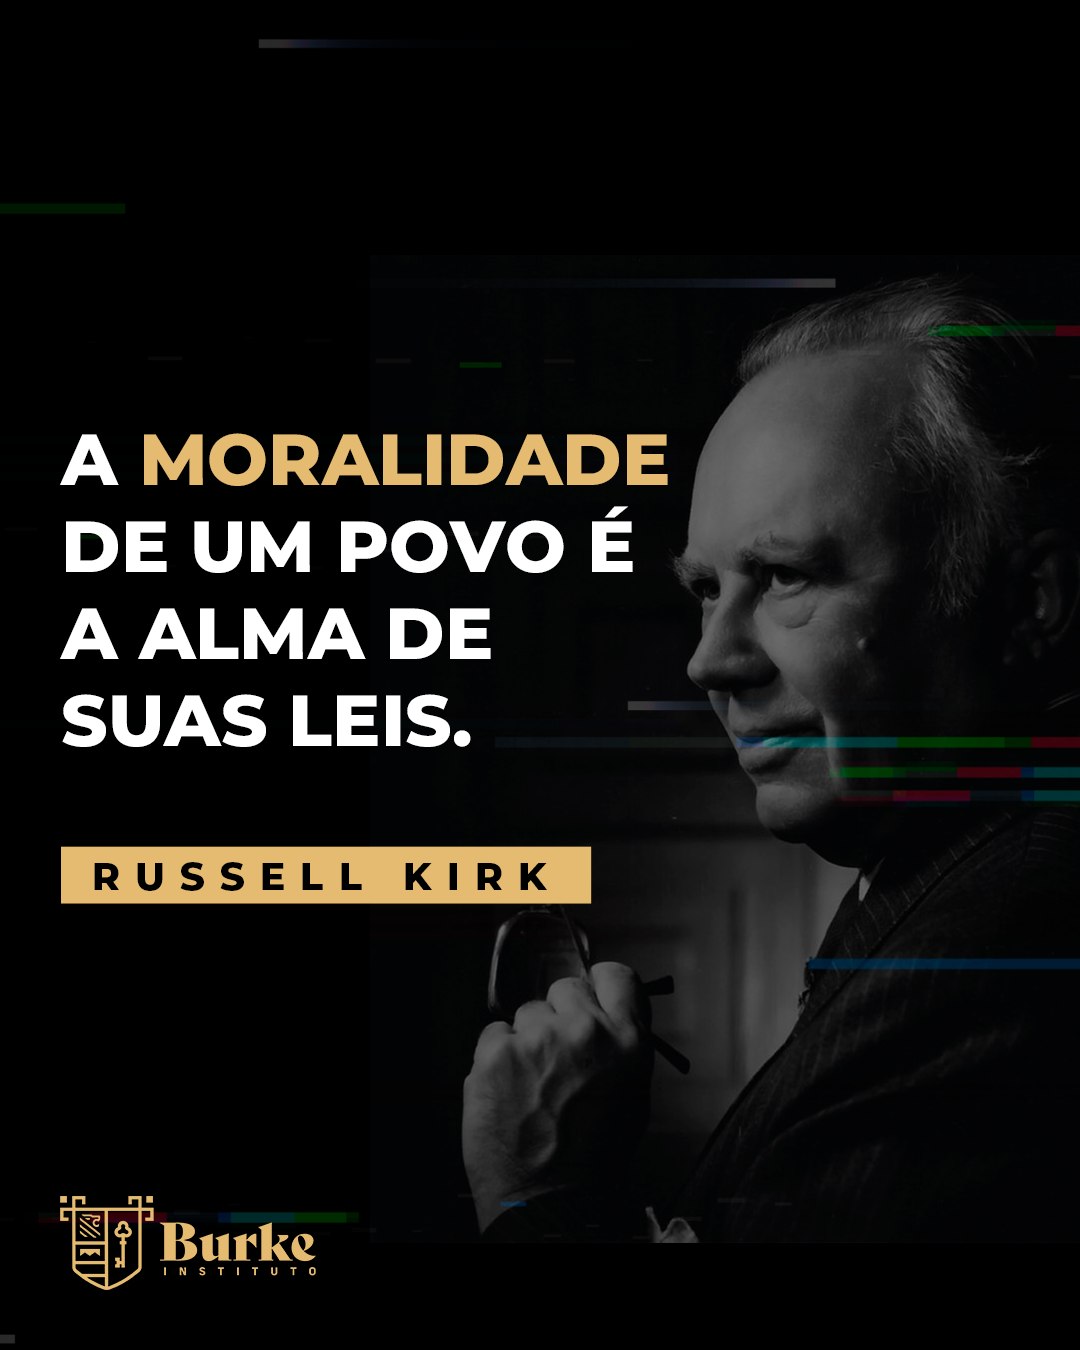 A MORALIDADE
DE UM POVO É
A ALMA DE
SUAS LEIS.
RUSSELL KIRK
Burke
INSTITUTO